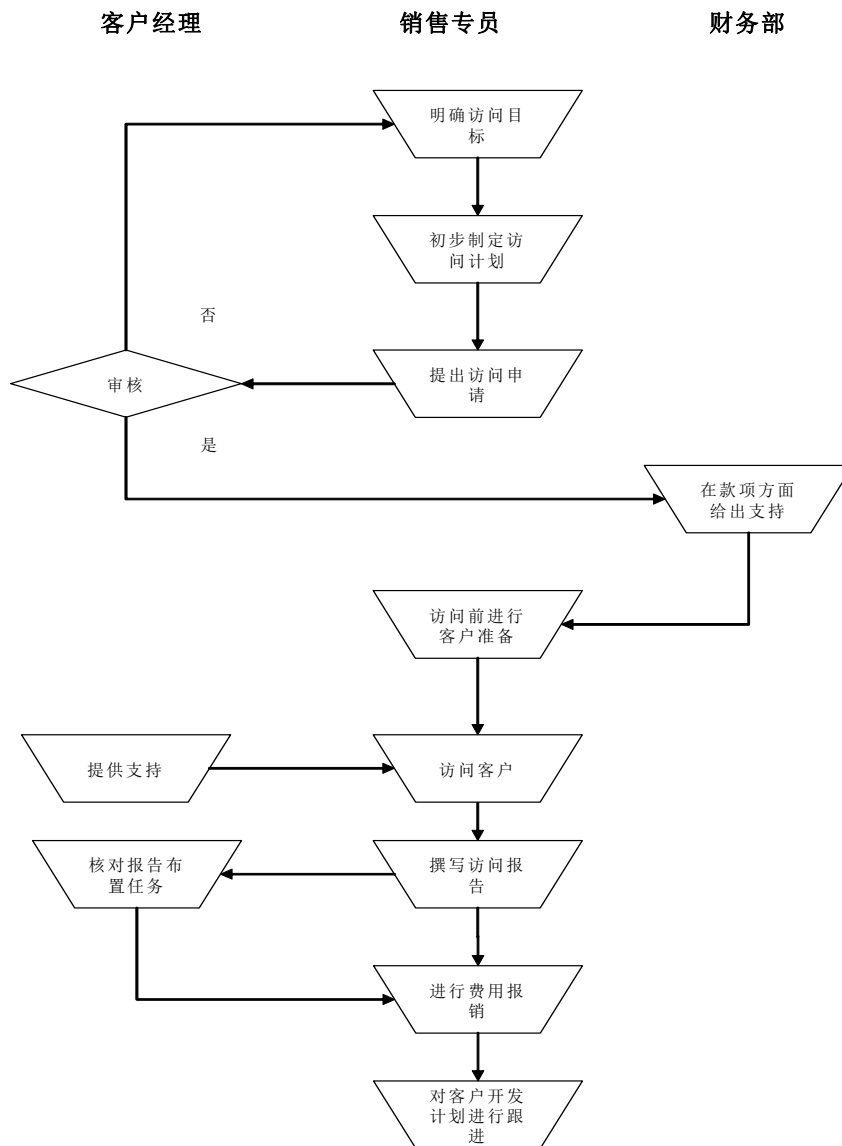 客户经理
销售专员
财务部
明确访问目
标
初步制定访
问计划
否
审核
提出访问申
请
是
在款项方面
给出支持
访问前进行
客户准备
提供支持
访问客户
核对报告布
置任务
撰写访问报
告
进行费用报
销
对客户开发
计划进行跟
进